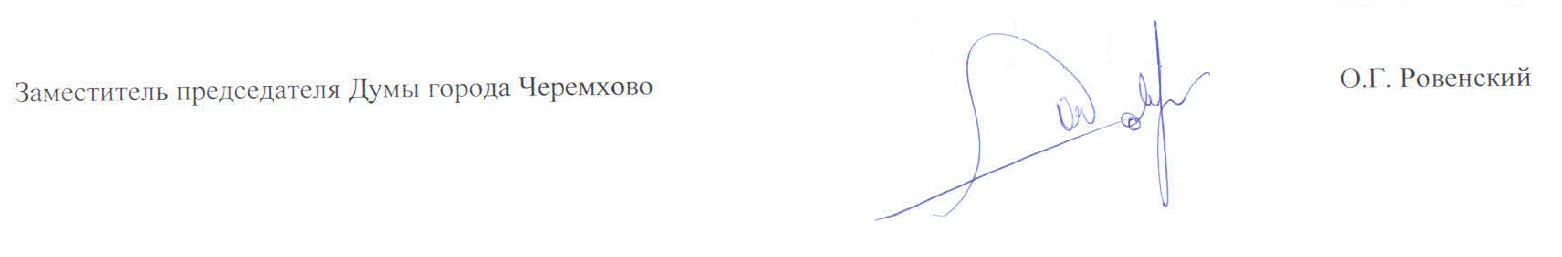 Заместитель председателя Думы города Черемхово О.Г. Ровенский